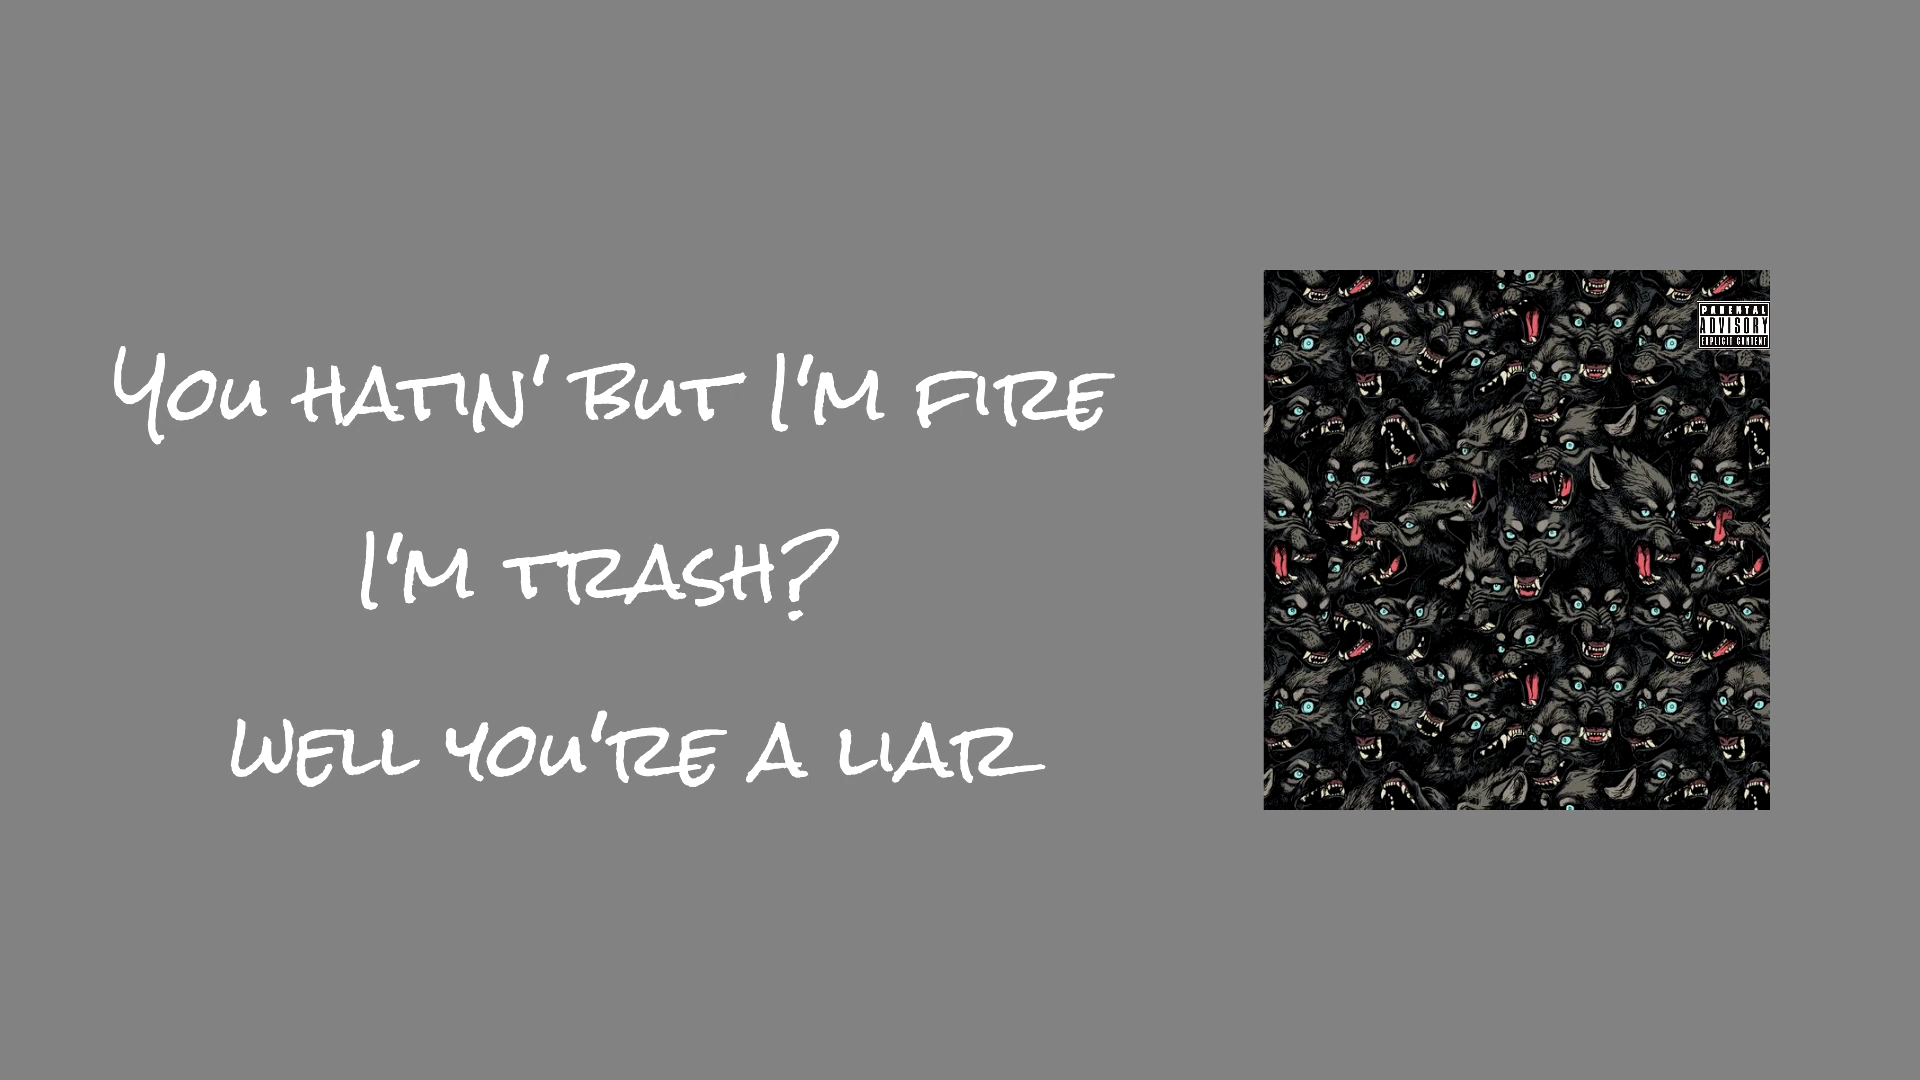 You hatin' but I'm fire
I'm trash?
well you're a liar
PARENTAL
ADVISORY
EXPLICIT CONTENT